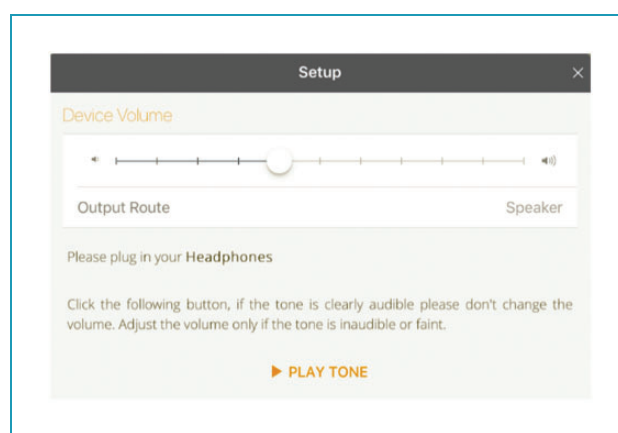 Setup
Device Volume
Output Route Speaker
Please plug in your Headphones
Click the following button, if the tone is clearly audible please don't change the
volume. Adjust the volume only if the tone is inaudible or faint.
PLAY TONE